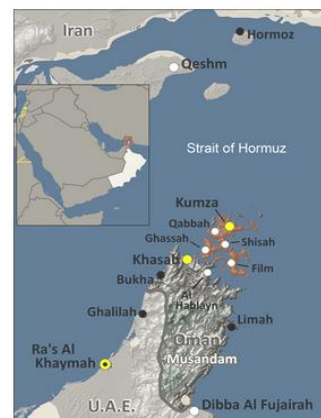 Iran
Hormoz
Qeshm
Strait of Hormuz
Kumza
Qabbah
Ghassah
Shisah
Khasab
Film
Bukha
Al
Hablayn
Ghalilah
Limah
Oman
Ra's Al
Khaymah
Musandam
U.A.E.
Dibba Al Fujairah